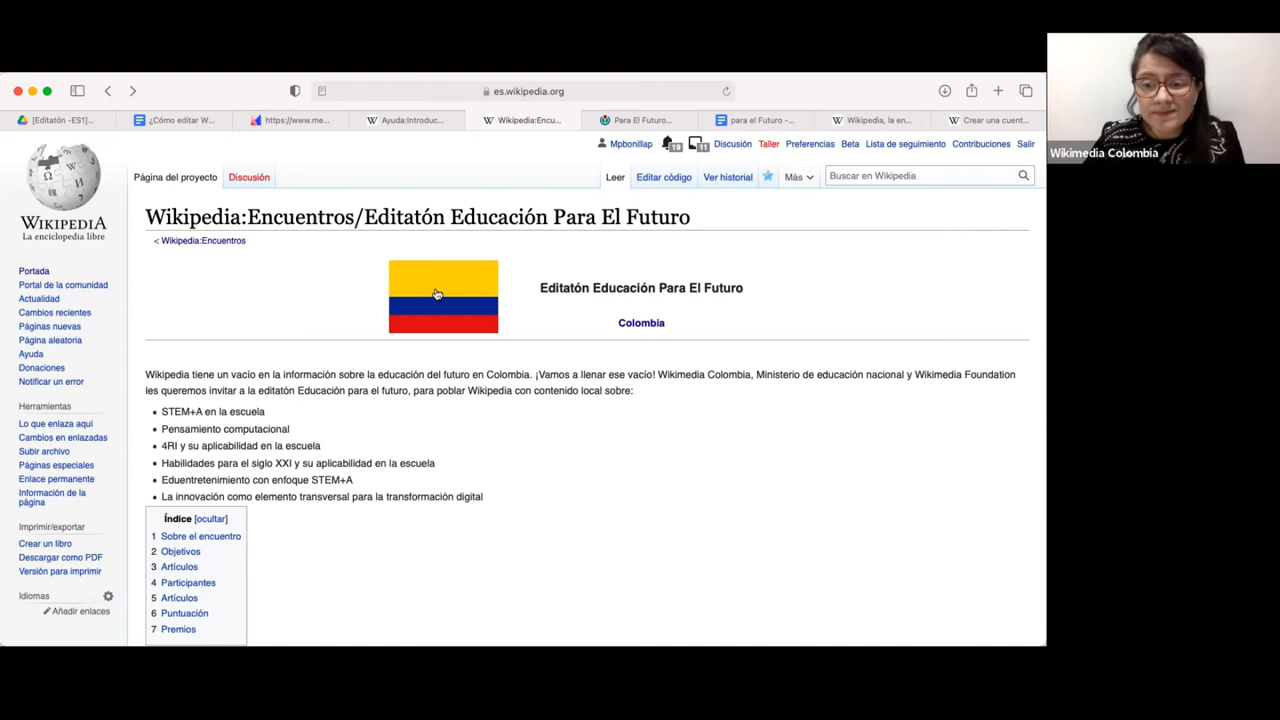 es.wikipedia.org
[Editatón -ES1]...
¿Cómo editar W...
https://www.me...
Ayuda:Introduc...
Wikipedia:Encu...
Para El Futuro...
para el Futuro -...
Wikipedia, la en...
Crear una cuent...
Wikimedia Colombia
Mpbonillap
19
11
Discusión
Taller
Preferencias
Beta
Lista de seguimiento
Contribuciones
Salir
Página del proyecto
Discusión
Leer
Editar código
Ver historial
Más
Buscar en Wikipedia
WIKIPEDIA
La enciclopedia libre
Portada
Portal de la comunidad
Actualidad
Cambios recientes
Páginas nuevas
Página aleatoria
Ayuda
Donaciones
Notificar un error
Herramientas
Lo que enlaza aquí
Cambios en enlazadas
Subir archivo
Páginas especiales
Enlace permanente
Información de la
página
Imprimir/exportar
Crear un libro
Descargar como PDF
Versión para imprimir
Idiomas
Añadir enlaces
Wikipedia:Encuentros/Editatón Educación Para El Futuro
< Wikipedia:Encuentros
Editatón Educación Para El Futuro
Colombia
Wikipedia tiene un vacío en la información sobre la educación del futuro en Colombia. ¡Vamos a llenar ese vacío! Wikimedia Colombia, Ministerio de educación nacional y Wikimedia Foundation
les queremos invitar a la editatón Educación para el futuro, para poblar Wikipedia con contenido local sobre:
• STEM+A en la escuela
• Pensamiento computacional
• 4RI y su aplicabilidad en la escuela
• Habilidades para el siglo XXI y su aplicabilidad en la escuela
• Eduentretenimiento con enfoque STEM+A
• La innovación como elemento transversal para la transformación digital
Índice [ocultar]
1 Sobre el encuentro
2 Objetivos
3 Artículos
4 Participantes
5 Artículos
6 Puntuación
7 Premios